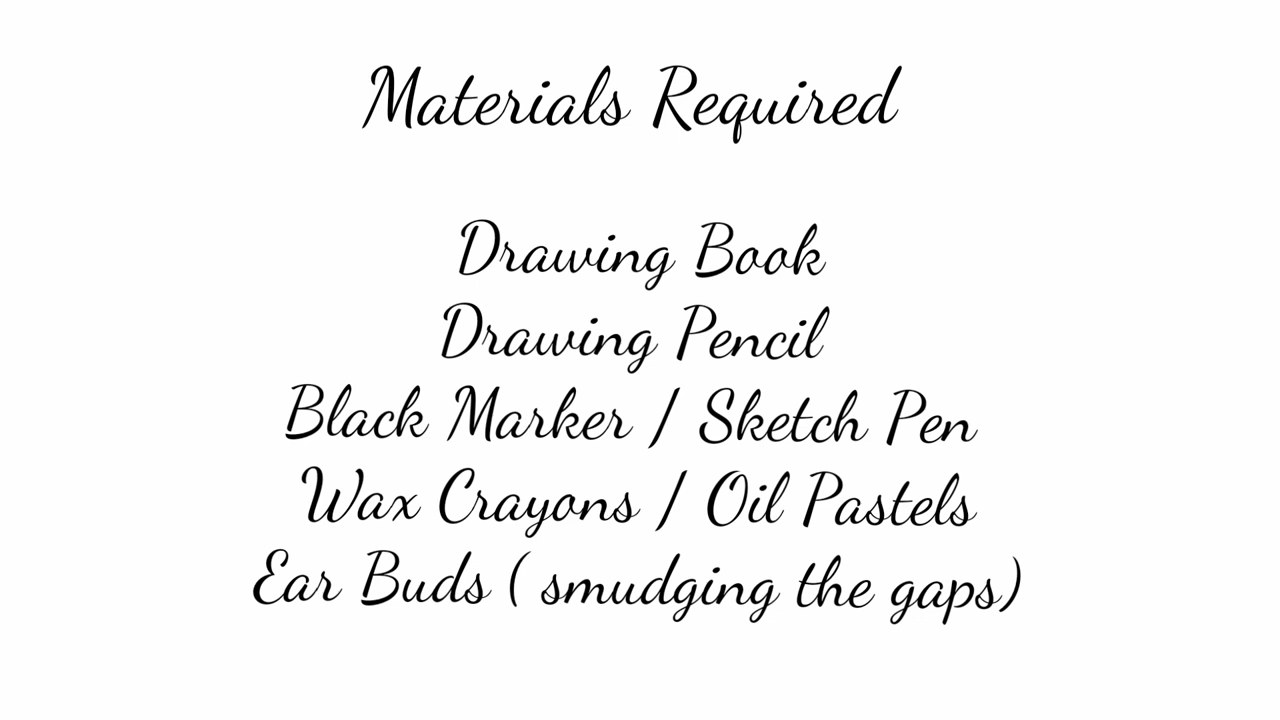 Materials Required
Drawing Book
Drawing Pencil
Black Marker / Sketch Pen
Wax Crayons / Oil Pastels
Ear Buds ( smudging the gaps)